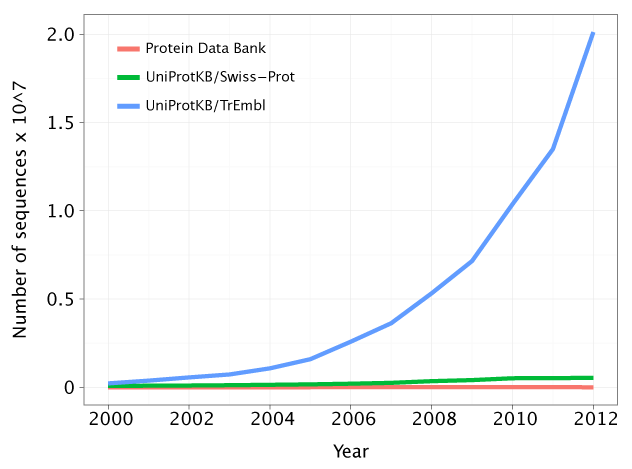 Number of sequences x 10^7
2.0
1.5
1.0
0.5
0
Protein Data Bank
UniProtKB/Swiss−Prot
UniProtKB/TrEmbl
2000 2002 2004 2006 2008 2010 2012
Year